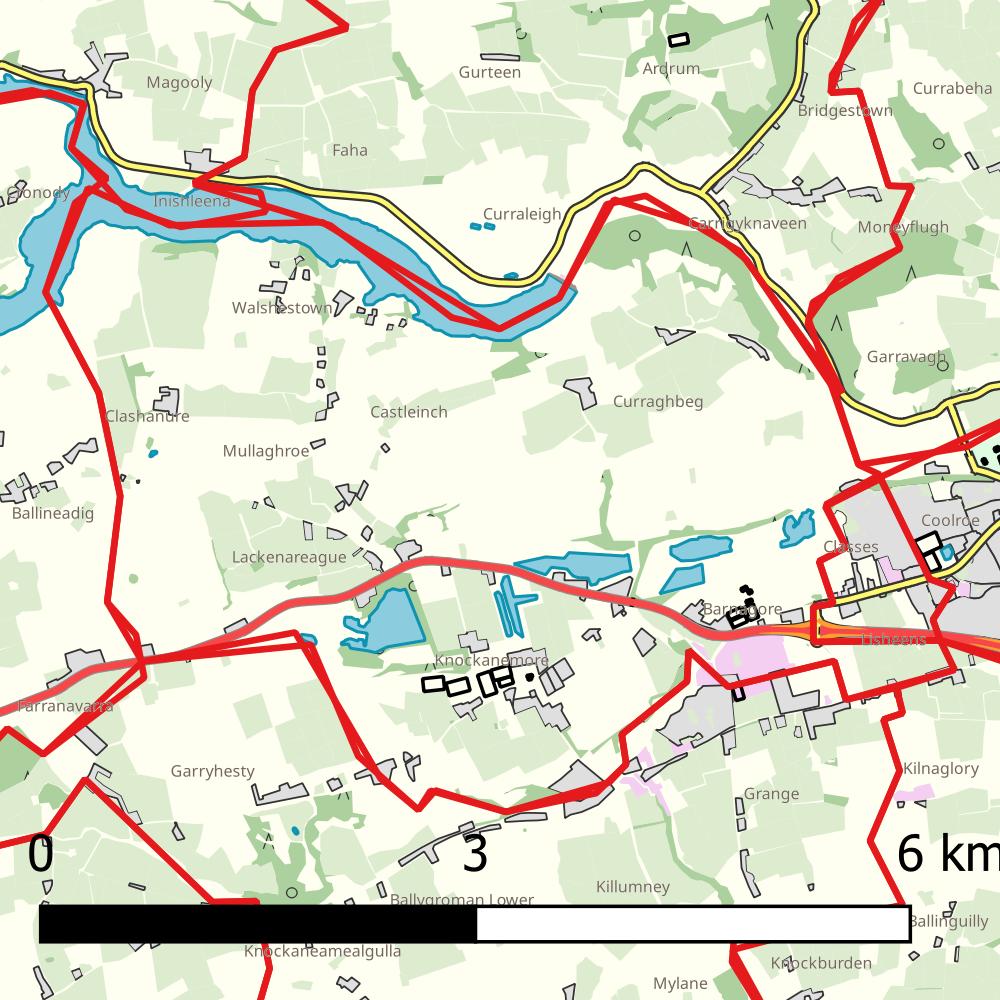 Magooly
Gurteen
Ardrum
Currabeha
Bridgestown
Faha
Clonody
Inishleena
Curraleigh
Carrigyknaveen
Moneyflugh
Walshestown
Garravagh
Clashanure
Castleinch
Curraghbeg
Mullaghroe
Ballineadig
Coolroe
Lackenareague
Classes
Barnagore
Lisheens
Knockanemore
Farranavarra
Garryhesty
Kilnaglory
Grange
0 3 6 km
Killumney
Ballygroman Lower
Ballinguilly
Knockaneamealgulla
Knockburden
Mylane